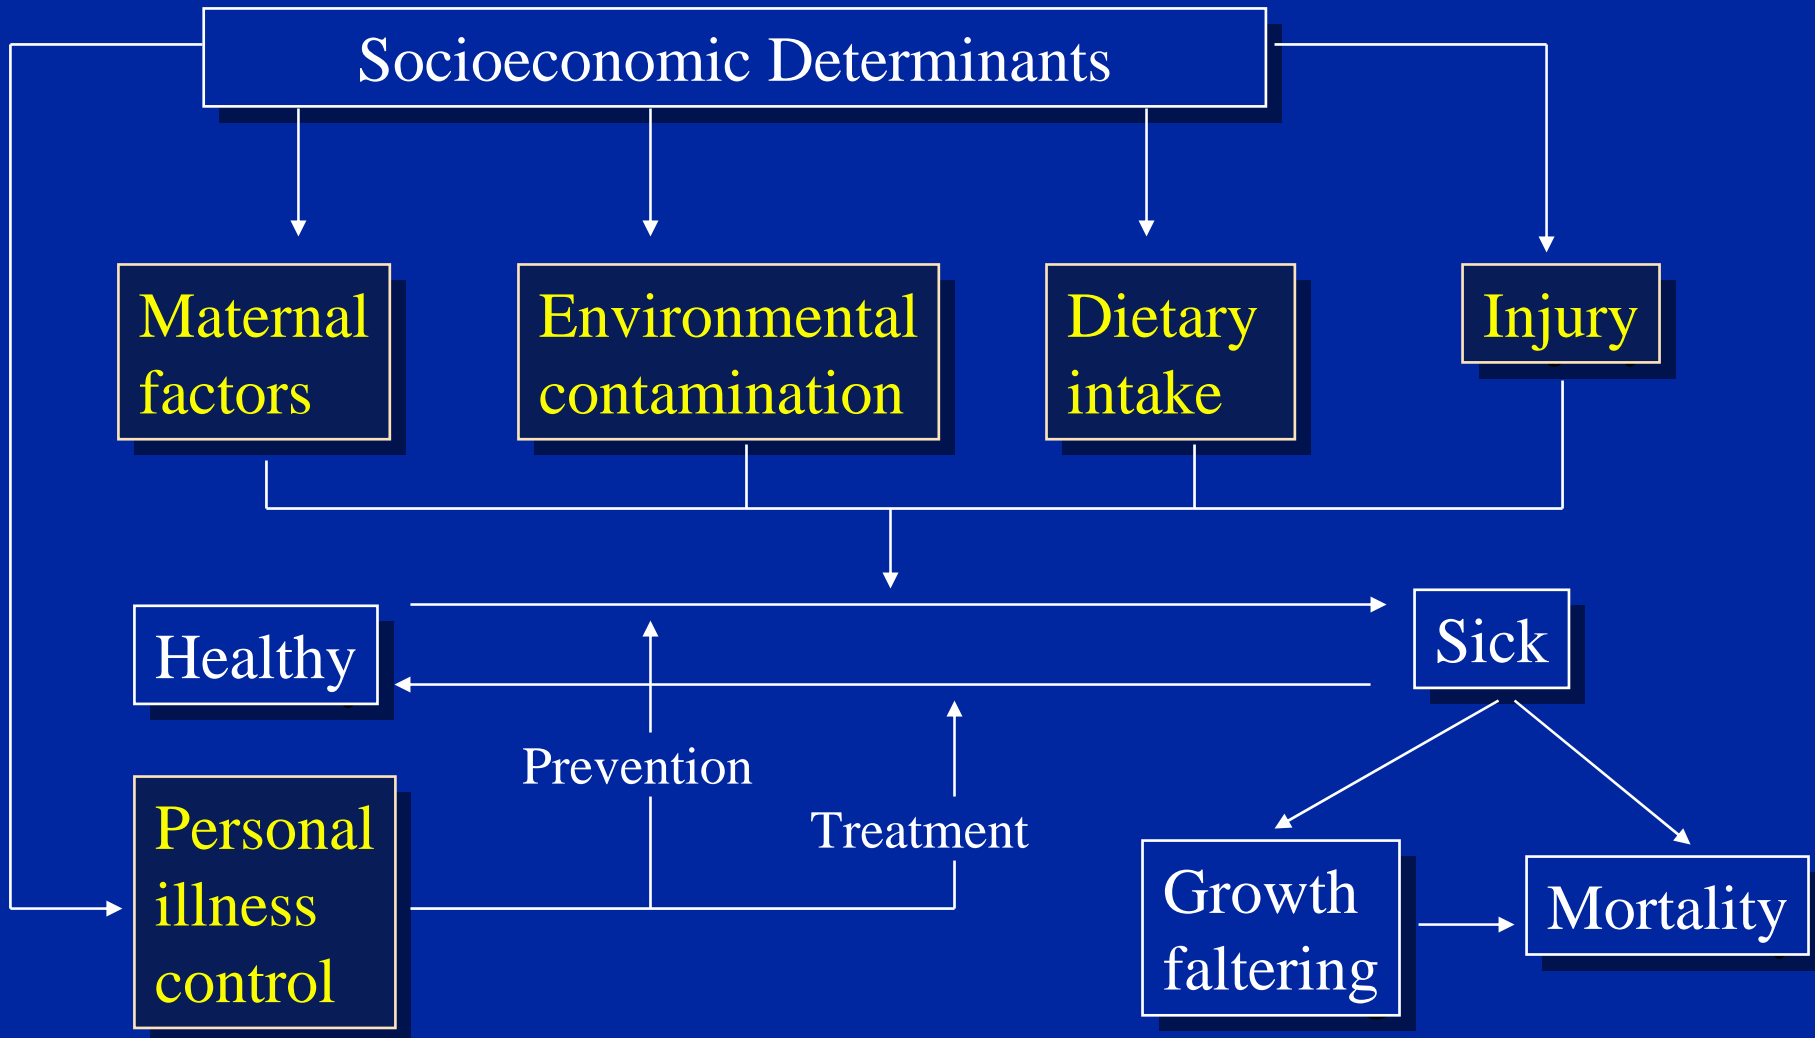 Socioeconomic Determinants
Maternal
factors
Environmental
contamination
Dietary
intake
Injury
Healthy
Sick
Prevention
Treatment
Personal
illness
control
Growth
faltering
Mortality